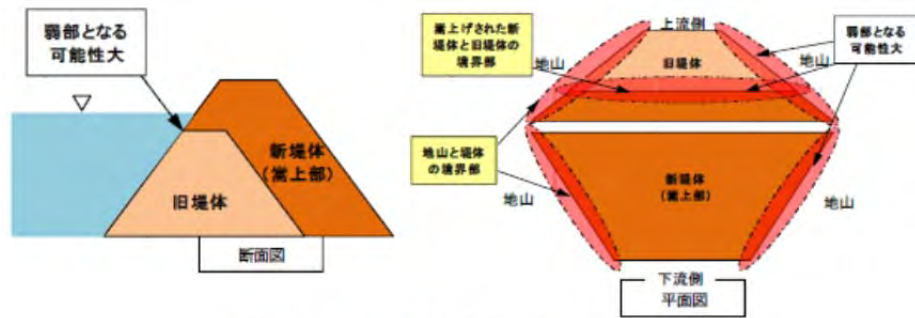 弱部となる
可能性大
▽
新堤体
(嵩上部)
旧堤体
断面図
上流側
嵩上げされた新
堤体と旧堤体の
境界部
地山
旧堤体
地山
弱部となる
可能性大
地山と堤体
の境界部
新堤体
(嵩上部)
地山
地山
下流側
平面図